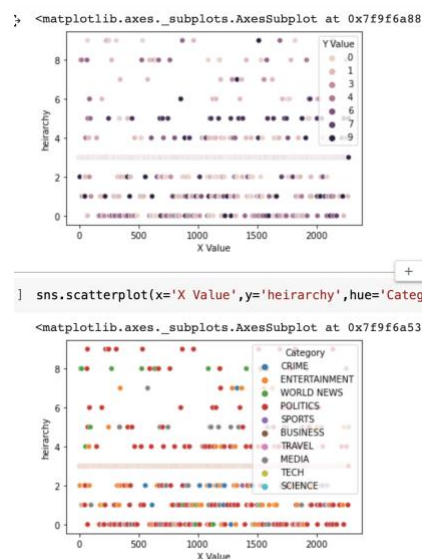 <matplotlib.axes._subplots.AxesSubplot at 0x7f9f6a88
Y Value
0
1
3
4
6
7
9
8
6
4
2
0
heirarchy
0 500 1000 1500 2000
X Value
+
] sns.scatterplot(x='X Value',y='heirarchy',hue='Categ
<matplotlib.axes._subplots.AxesSubplot at 0x7f9f6a53
Category
CRIME
ENTERTAINMENT
WORLD NEWS
POLITICS
SPORTS
BUSINESS
TRAVEL
MEDIA
TECH
SCIENCE
8
6
4
2
0
heirarchy
0 500 1000 1500 2000
X Value